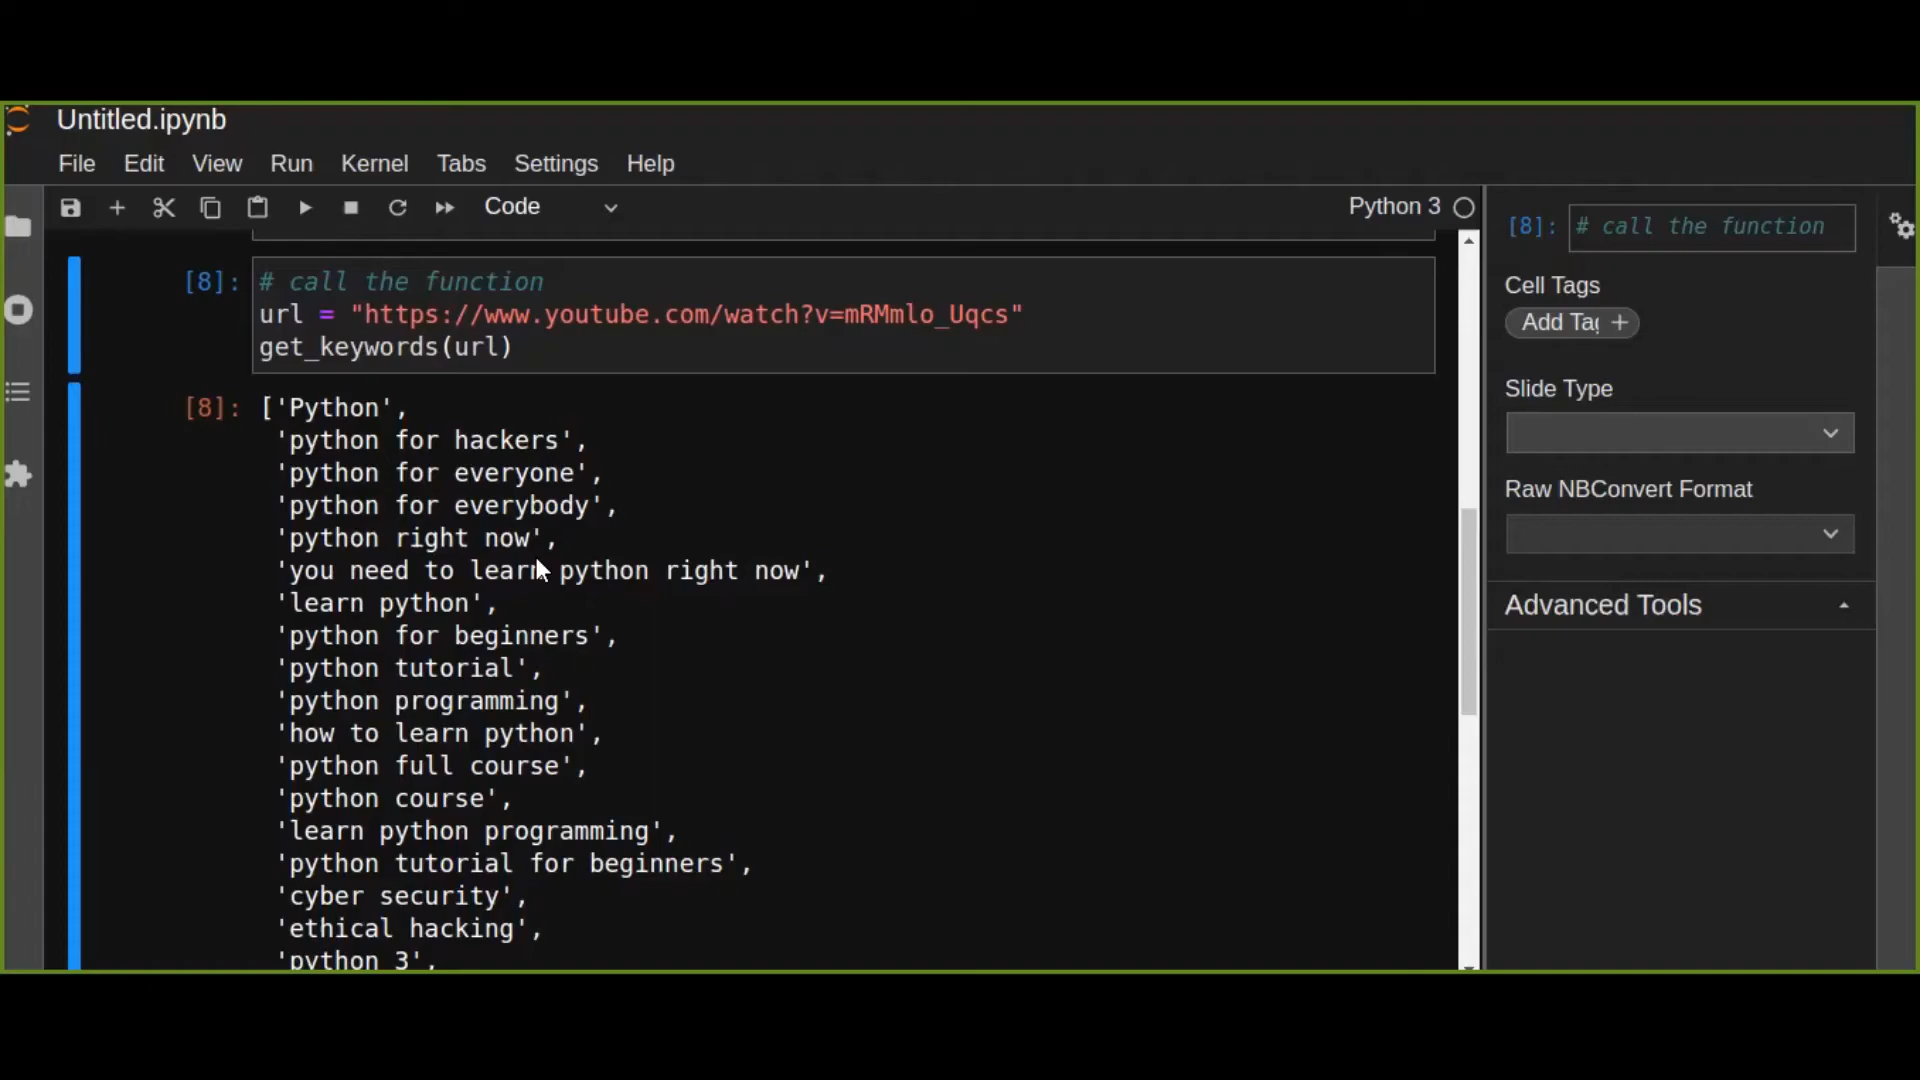 Untitled.ipynb
File Edit View Run Kernel Tabs Settings Help
Code Python 3
[8]: # call the function
url = "https://www.youtube.com/watch?v=mRMmlo_Uqcs"
get_keywords(url)
[8]: ['Python',
'python for hackers',
'python for everyone',
'python for everybody',
'python right now',
'you need to learn python right now',
'learn python',
'python for beginners',
'python tutorial',
'python programming',
'how to learn python',
'python full course',
'python course',
'learn python programming',
'python tutorial for beginners',
'cyber security',
'ethical hacking',
'python 3',
[8]: # call the function
Cell Tags
Add Tag +
Slide Type
Raw NBConvert Format
Advanced Tools